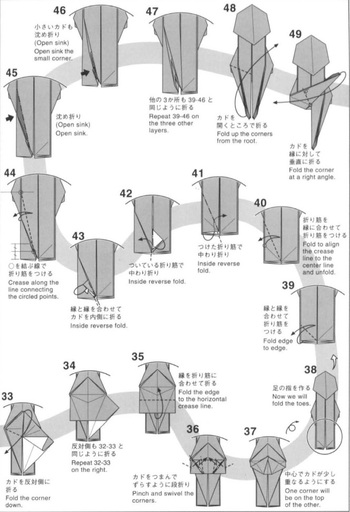 33
カドを反対側に
折る
Fold the corner
down.
34
反対側も 32-33 と
同じように折る
Repeat 32-33
on the right.
35
縁を折り筋に
合わせて折る
Fold the edge
to the horizontal
crease line.
36
カドをつまんで
ずらすように段折り
Pinch and swivel the
corners.
37
中心でカドが少し
重なるようにする
One corner will
be on the top
of the other.
38
足の指を作る
Now we will
fold the toes.
39
縁と縁を
合わせて
折り筋を
つける
Fold edge
to edge.
40
折り筋
を縁に合わせて
折り筋をつける
Fold to align
the crease
line to the
center line
and unfold.
41
つけた折り筋で
中わり折り
Inside reverse
fold.
42
ついている折り筋で
中わり折り
Inside reverse fold.
43
縁と縁を合わせて
カドを内側に折る
Inside reverse fold.
44
○を結ぶ線で
折り筋をつける
Crease along the
line connecting
the circled points.
45
沈め折り
(Open sink)
Open sink.
46
小さいカドも
沈め折り
(Open sink)
Open sink the
small corner.
47
他の3か所も 39-46 と
同じように折る
Repeat 39-46 on
the three other
layers.
48
カドを
開くところで折る
Fold up the corners
from the root.
49
カドを
縁に対して
垂直に折る
Fold the corner
at a right angle.